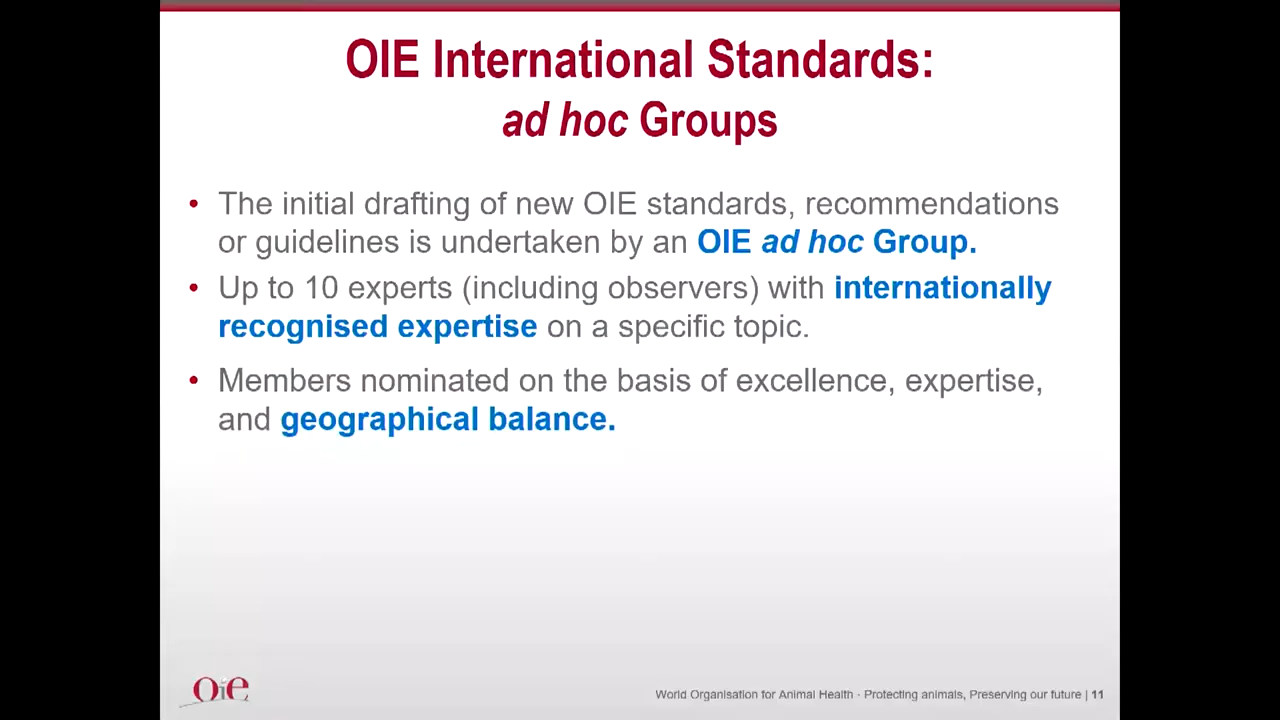 OIE International Standards:
ad hoc Groups
• The initial drafting of new OIE standards, recommendations
or guidelines is undertaken by an OIE ad hoc Group.
• Up to 10 experts (including observers) with internationally
recognised expertise on a specific topic.
• Members nominated on the basis of excellence, expertise,
and geographical balance.
OiE
World Organisation for Animal Health · Protecting animals, Preserving our future | 11